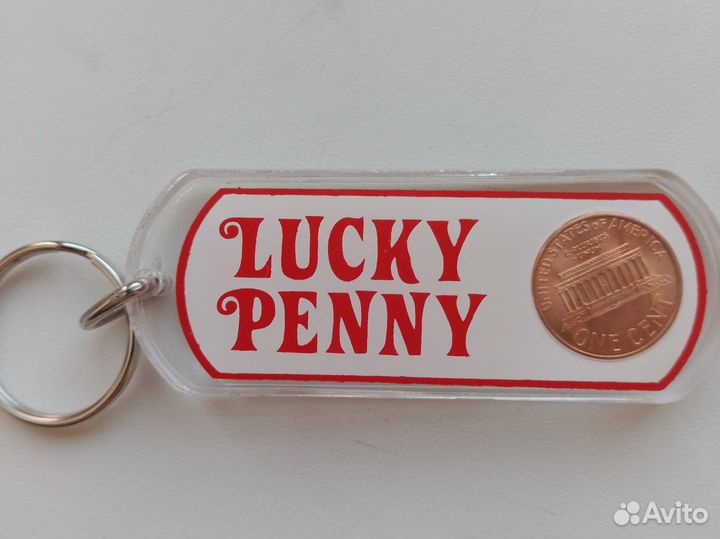 LUCKY
PENNY
UNITED STATES OF AMERICA
E·PLURIBUS
UNUM
ONE CENT
Avito